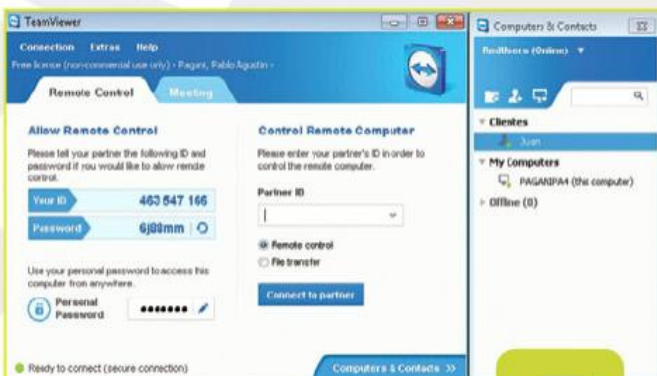 TeamViewer
Connection Extras Help
Free license (non-commercial use only) - Pagani, Pablo Agustin -
Remote Control Meeting
Allow Remote Control
Please tell your partner the following ID and
password if you would like to allow remote
control.
Your ID 463 547 166
Password 6j88mm
Use your personal password to access this
computer from anywhere.
Personal
Password
Ready to connect (secure connection)
Control Remote Computer
Please enter your partner's ID in order to
control the remote computer.
Partner ID
Remote control
File transfer
Connect to partner
Computers & Contacts >>
Computers & Contacts
(Online)
Clientes
Juan
My Computers
PAGANIPA4 (this computer)
Offline (0)